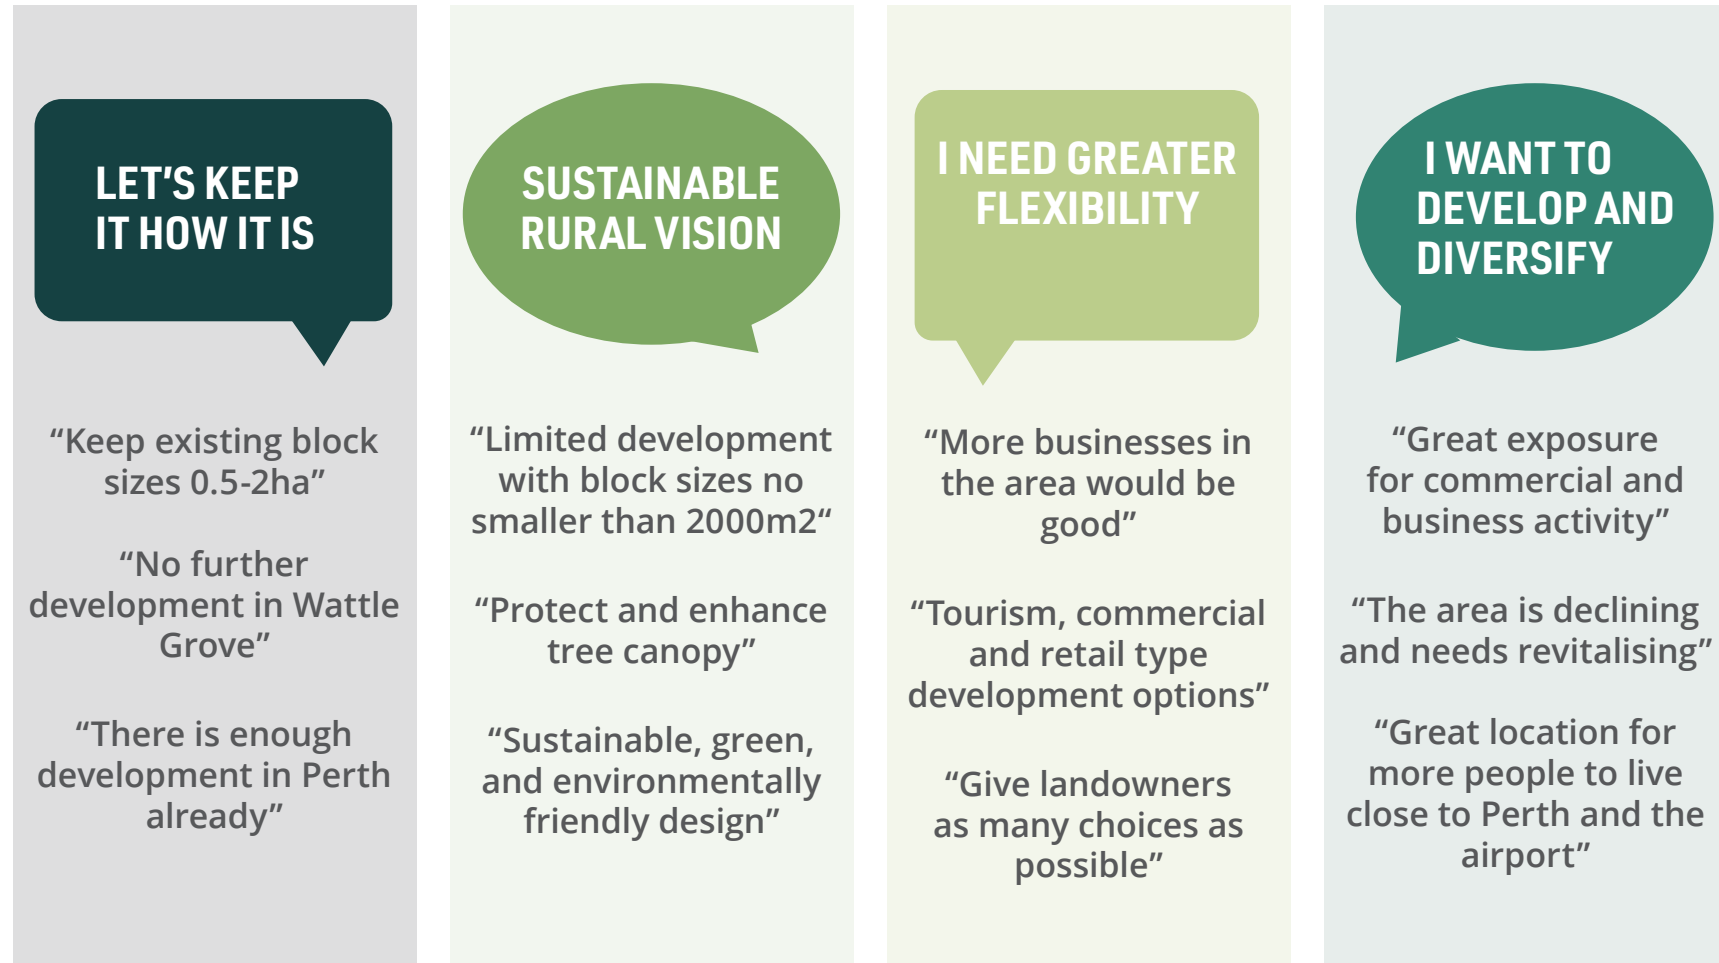 LET'S KEEP
IT HOW IT IS
“Keep existing block
sizes 0.5-2ha”
“No further
development in Wattle
Grove”
“There is enough
development in Perth
already”
SUSTAINABLE
RURAL VISION
“Limited development
with block sizes no
smaller than 2000m2“
“Protect and enhance
tree canopy”
“Sustainable, green,
and environmentally
friendly design”
I NEED GREATER
FLEXIBILITY
“More businesses in
the area would be
good”
“Tourism, commercial
and retail type
development options”
“Give landowners
as many choices as
possible”
I WANT TO
DEVELOP AND
DIVERSIFY
“Great exposure
for commercial and
business activity”
“The area is declining
and needs revitalising”
“Great location for
more people to live
close to Perth and the
airport”